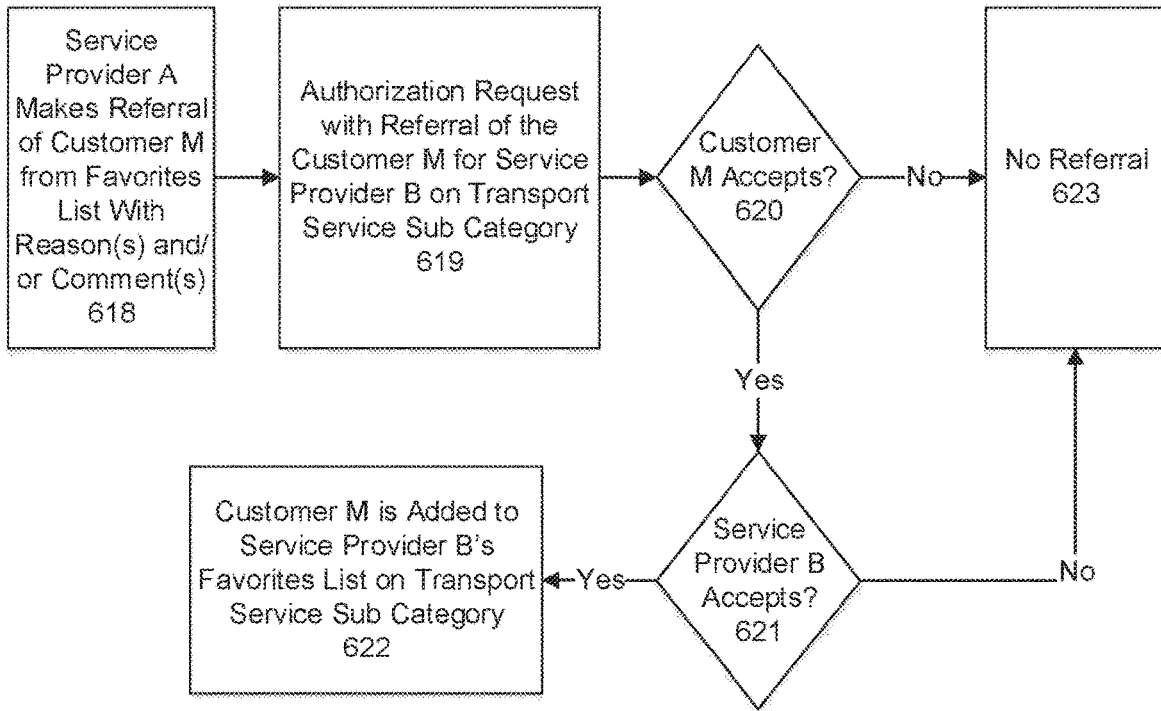 Service
Provider A
Makes Referral
of Customer M
from Favorites
List With
Reason(s) and/
or Comment(s)
618
Authorization Request
with Referral of the
Customer M for Service
Provider B on Transport
Service Sub Category
619
Customer
M Accepts?
620
No
No Referral
623
Yes
Service
Provider B
Accepts?
621
No
Yes
Customer M is Added to
Service Provider B's
Favorites List on Transport
Service Sub Category
622